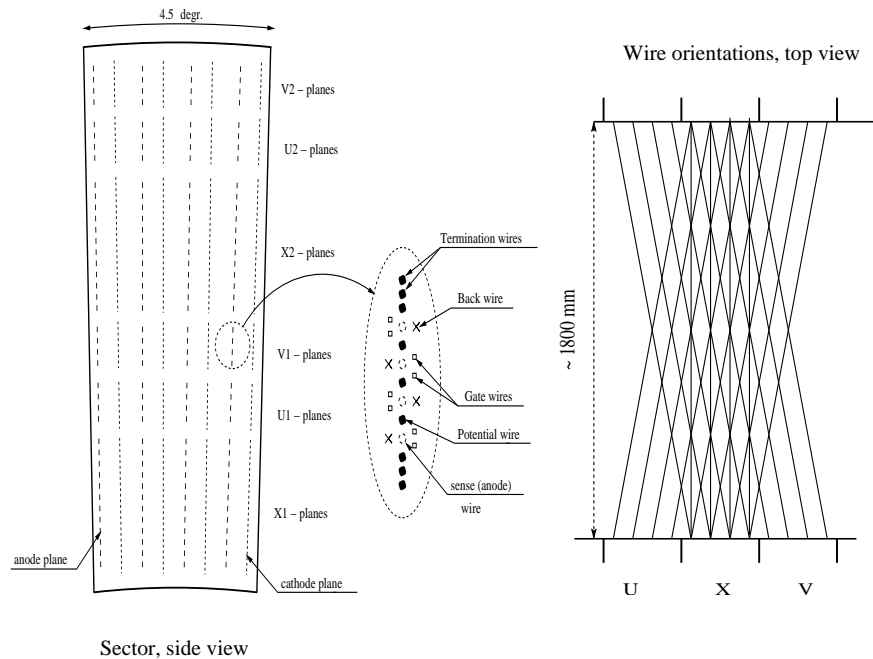 4.5 degr.
V2 – planes
U2 – planes
X2 – planes
V1 – planes
U1 – planes
X1 – planes
anode plane
cathode plane
Sector, side view
Termination wires
Back wire
Gate wires
Potential wire
sense (anode)
wire
Wire orientations, top view
~ 1800 mm
U X V